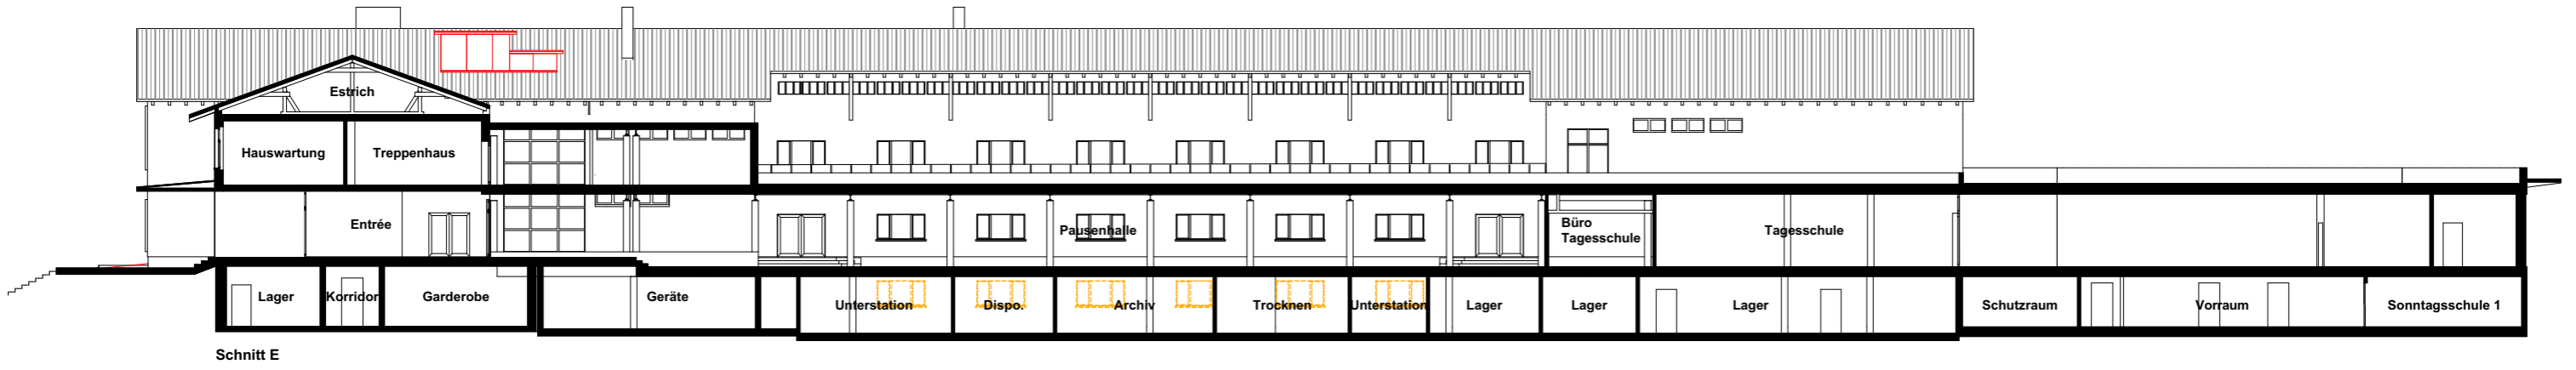 Estrich
Hauswartung
Treppenhaus
Entrée
Pausenhalle
Büro
Tagesschule
Tagesschule
Lager
Korridor
Garderobe
Geräte
Unterstation
Dispo.
Archiv
Trocknen
Unterstation
Lager
Lager
Lager
Schutzraum
Vorraum
Sonntagsschule 1
Schnitt E